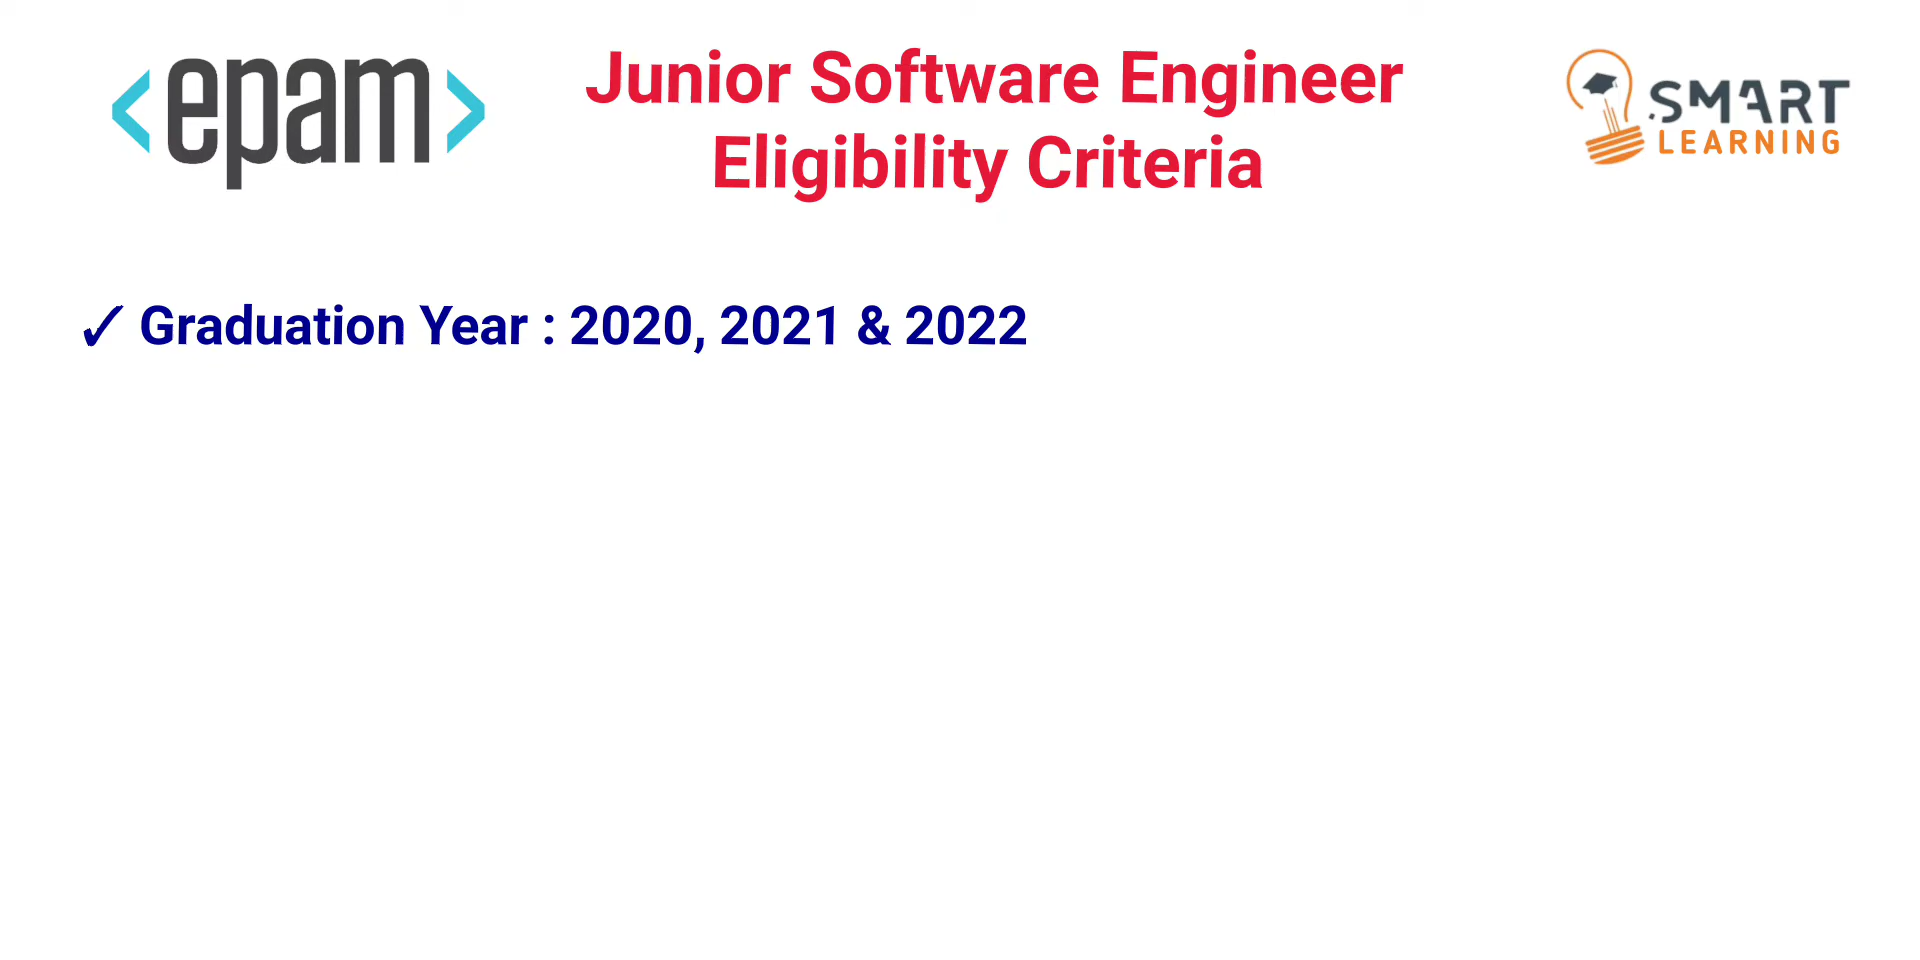 <epam>
Junior Software Engineer
Eligibility Criteria
SMART
LEARNING
✓ Graduation Year : 2020, 2021 & 2022